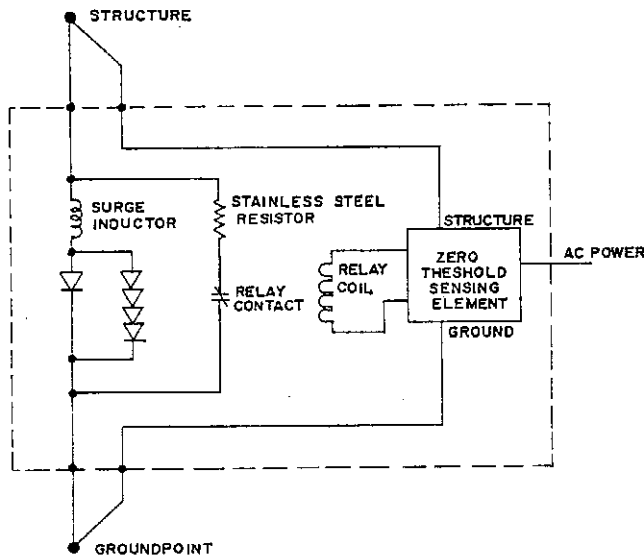 STRUCTURE
SURGE
INDUCTOR
STAINLESS STEEL
RESISTOR
RELAY
CONTACT
RELAY
COIL
STRUCTURE
ZERO
THESHOLD
SENSING
ELEMENT
GROUND
AC POWER
GROUNDPOINT